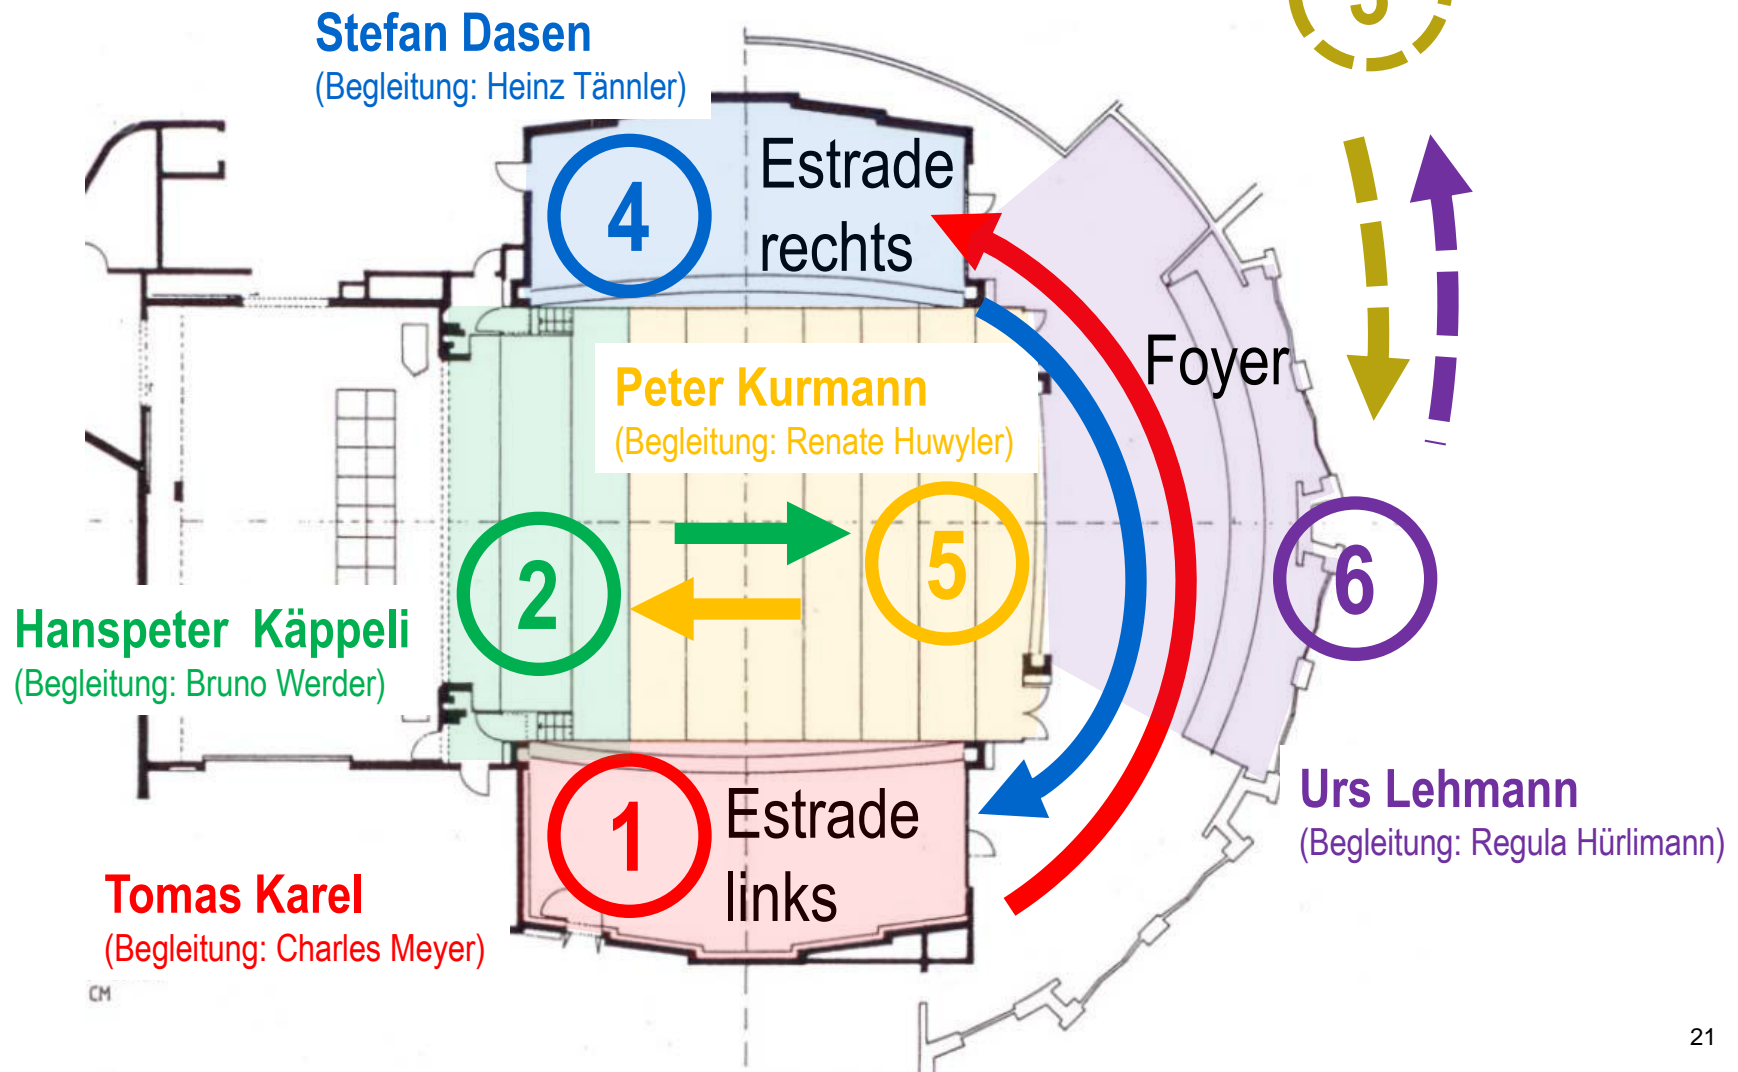 Stefan Dasen
(Begleitung: Heinz Tännler)
4
Estrade
rechts
Foyer
Peter Kurmann
(Begleitung: Renate Huwyler)
5
2
6
Hanspeter Käppeli
(Begleitung: Bruno Werder)
1
Estrade
links
Urs Lehmann
(Begleitung: Regula Hürlimann)
Tomas Karel
(Begleitung: Charles Meyer)
CM
21